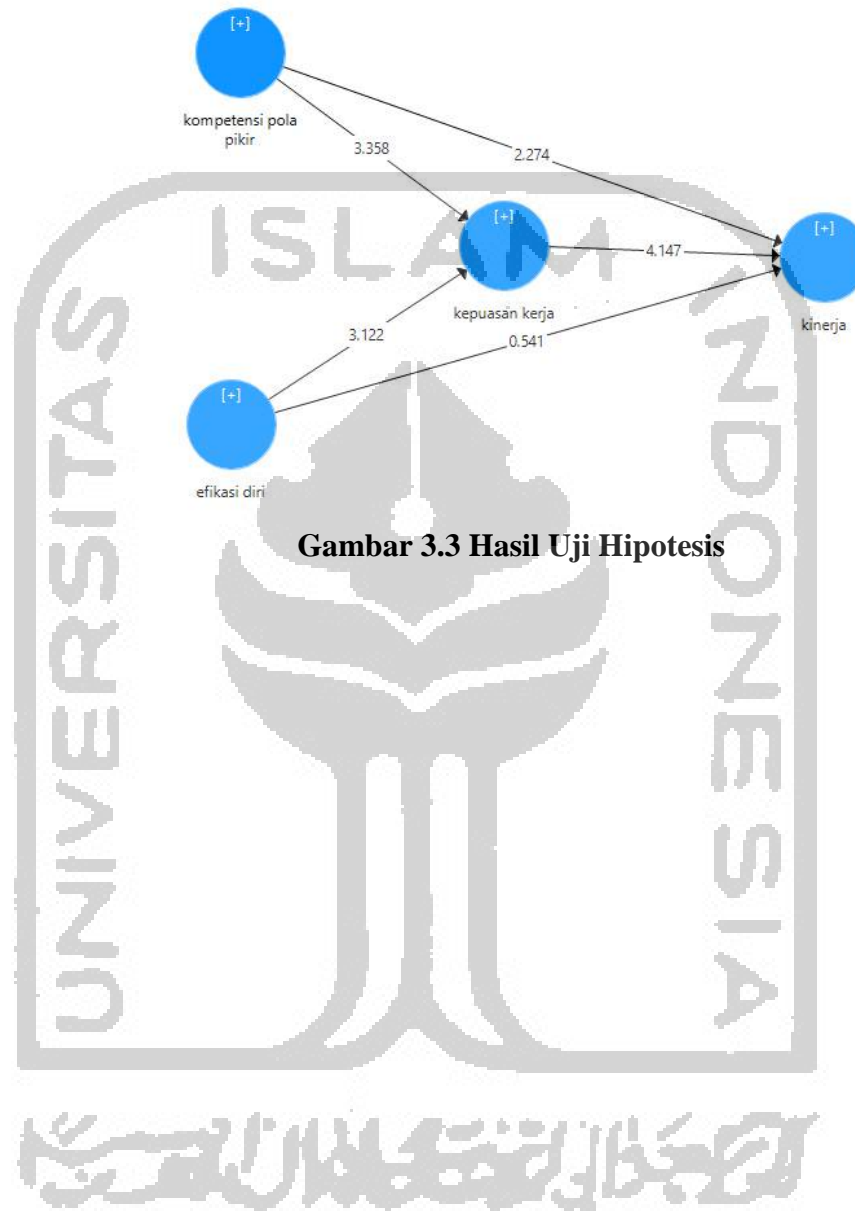 [+]
kompetensi pola
pikir
3.358
2.274
ISLAM
[+]
[+]
4.147
kepuasan kerja
kinerja
3.122
0.541
[+]
efikasi diri
Gambar 3.3 Hasil Uji Hipotesis
UNIVERSITAS
INDONESIA